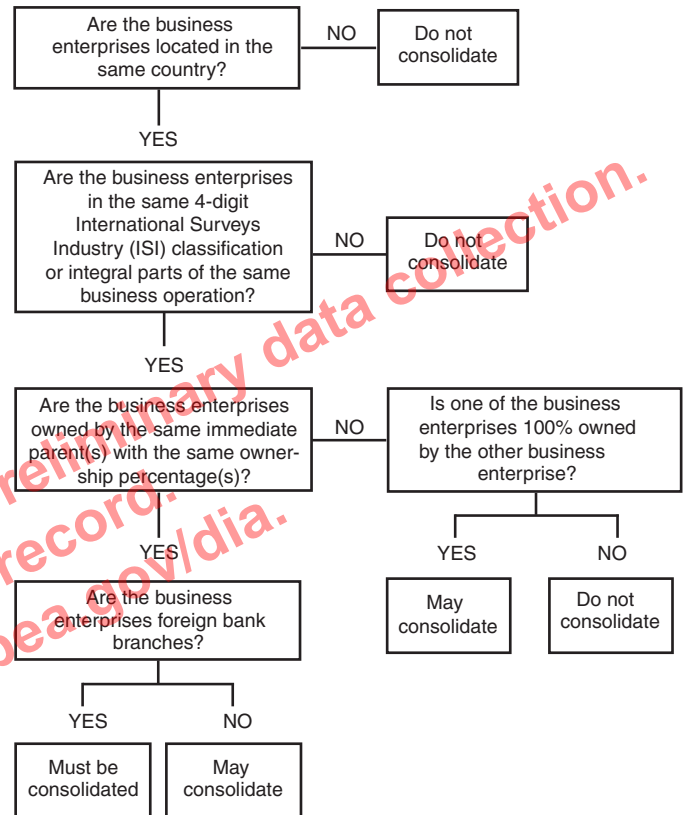 Are the business
enterprises located in the
same country?
NO
Do not
consolidate
YES
Are the business enterprises
in the same 4-digit
International Surveys
Industry (ISI) classification
or integral parts of the same
business operation?
NO
Do not
consolidate
YES
Are the business enterprises
owned by the same immediate
parent(s) with the same owner-
ship percentage(s)?
NO
Is one of the business
enterprises 100% owned
by the other business
enterprise?
YES
Are the business
enterprises foreign bank
branches?
YES
NO
May
consolidate
Do not
consolidate
YES
NO
Must be
consolidated
May
consolidate
preliminary data collection.
record.
bea.gov/dia.